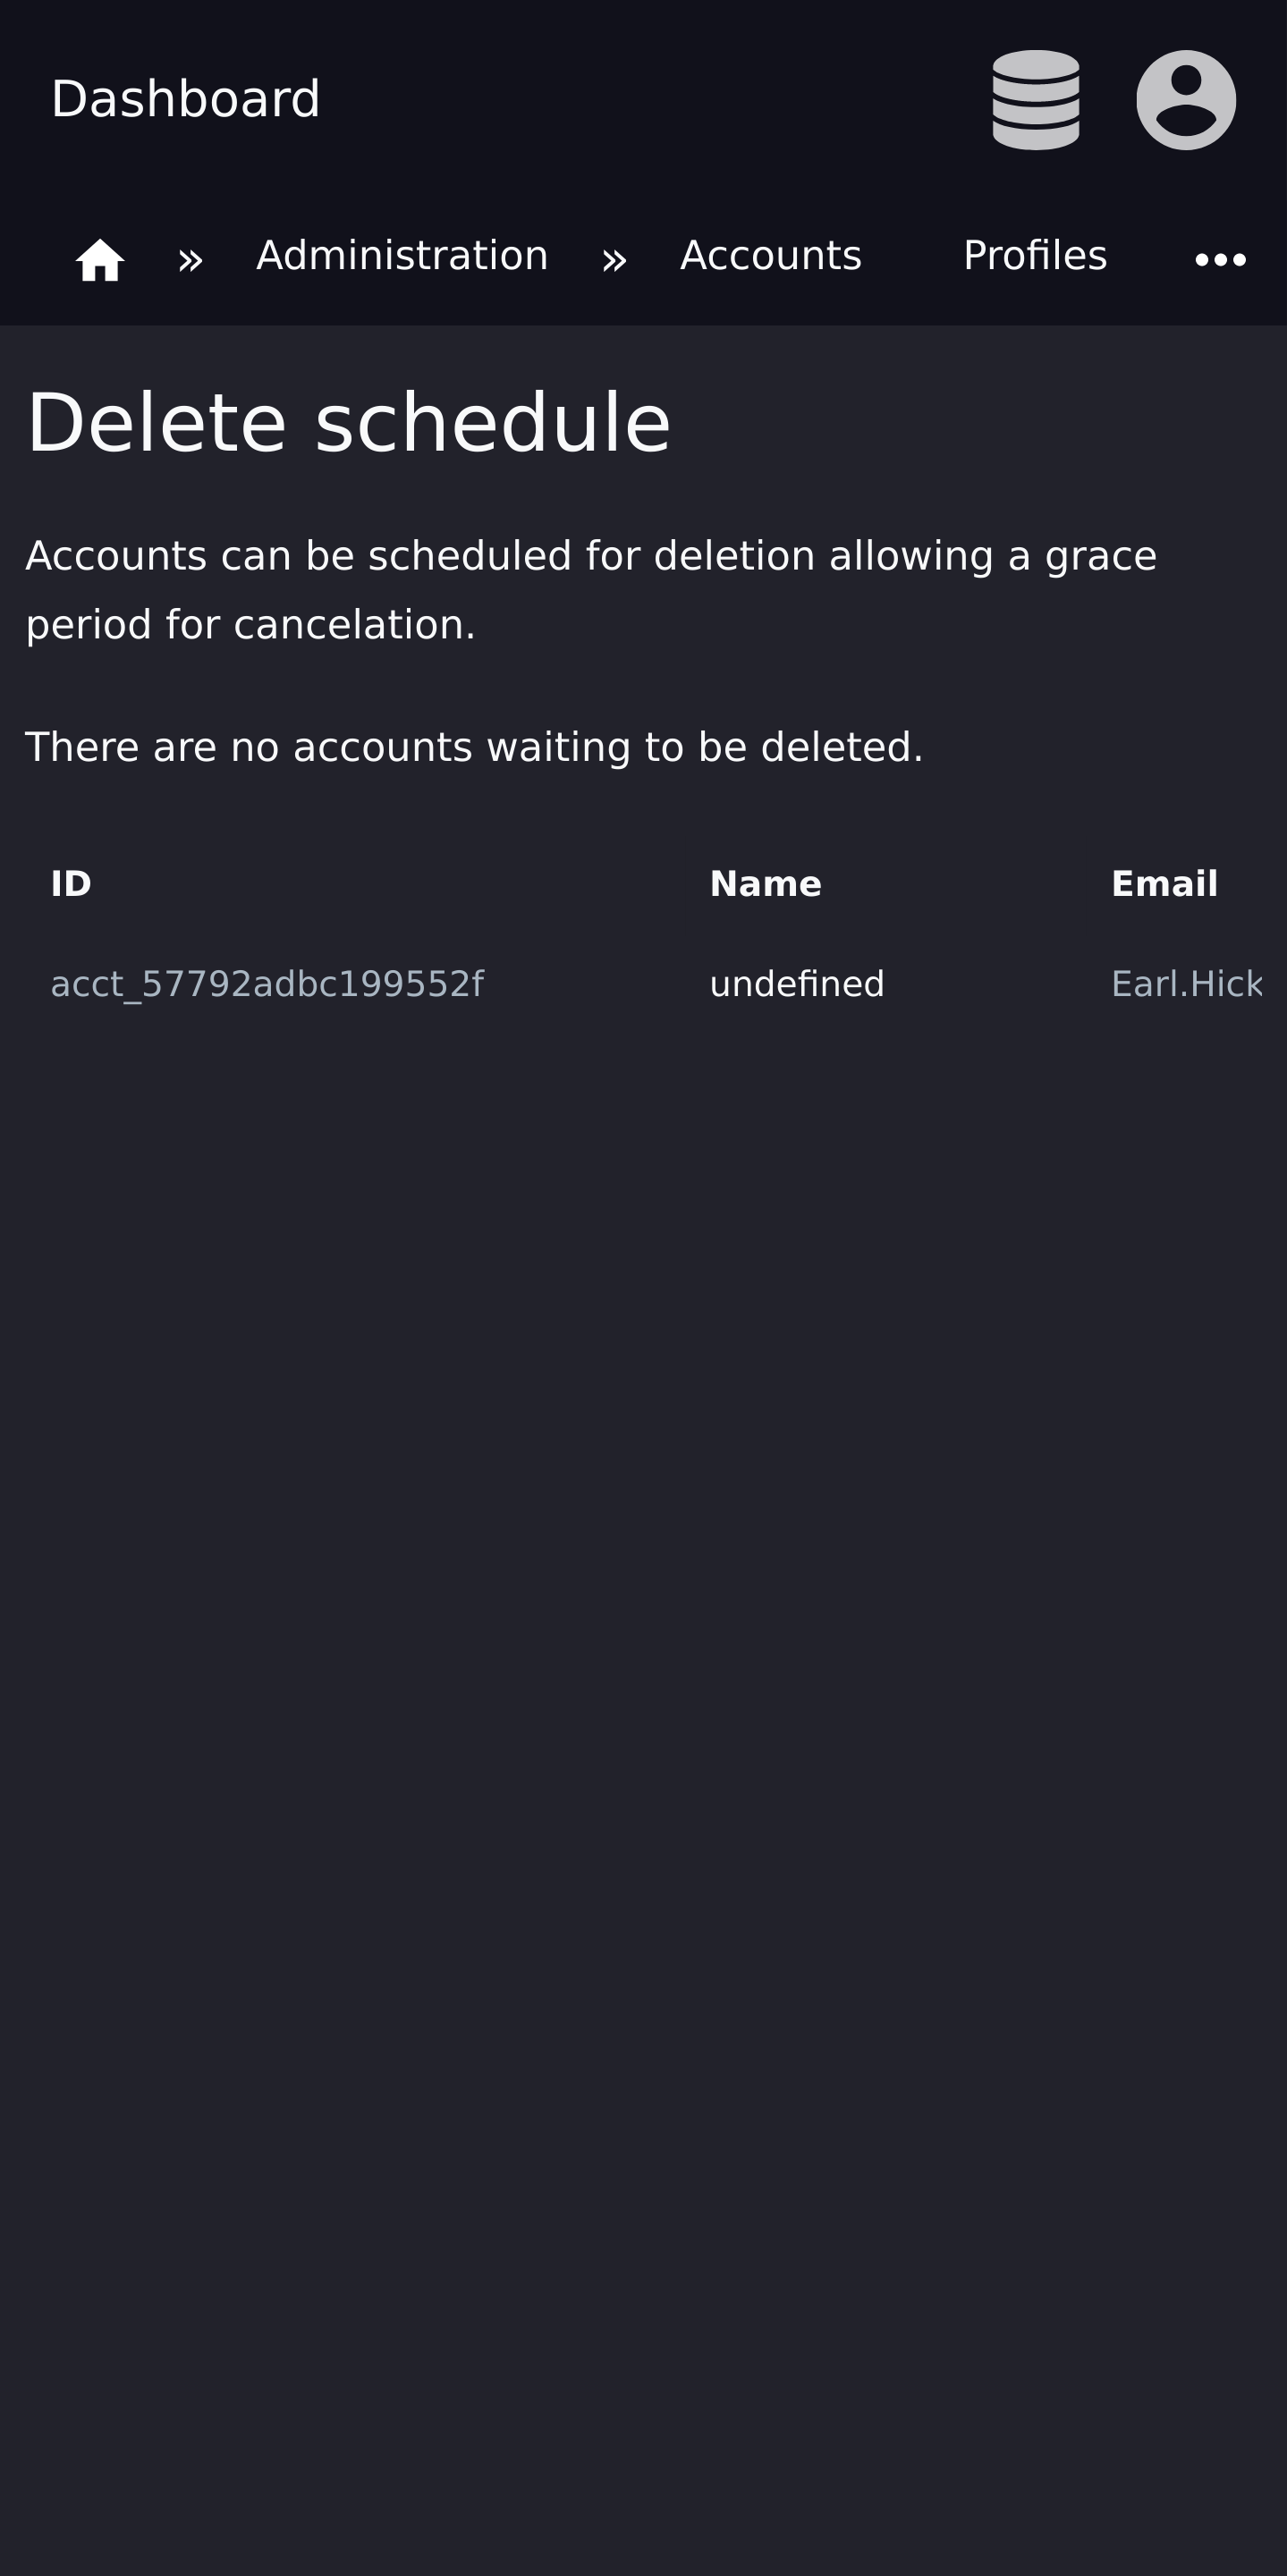 Dashboard
» Administration » Accounts Profiles •••
Delete schedule
Accounts can be scheduled for deletion allowing a grace
period for cancelation.
There are no accounts waiting to be deleted.
ID Name Email
acct_57792adbc199552f undefined Earl.Hick